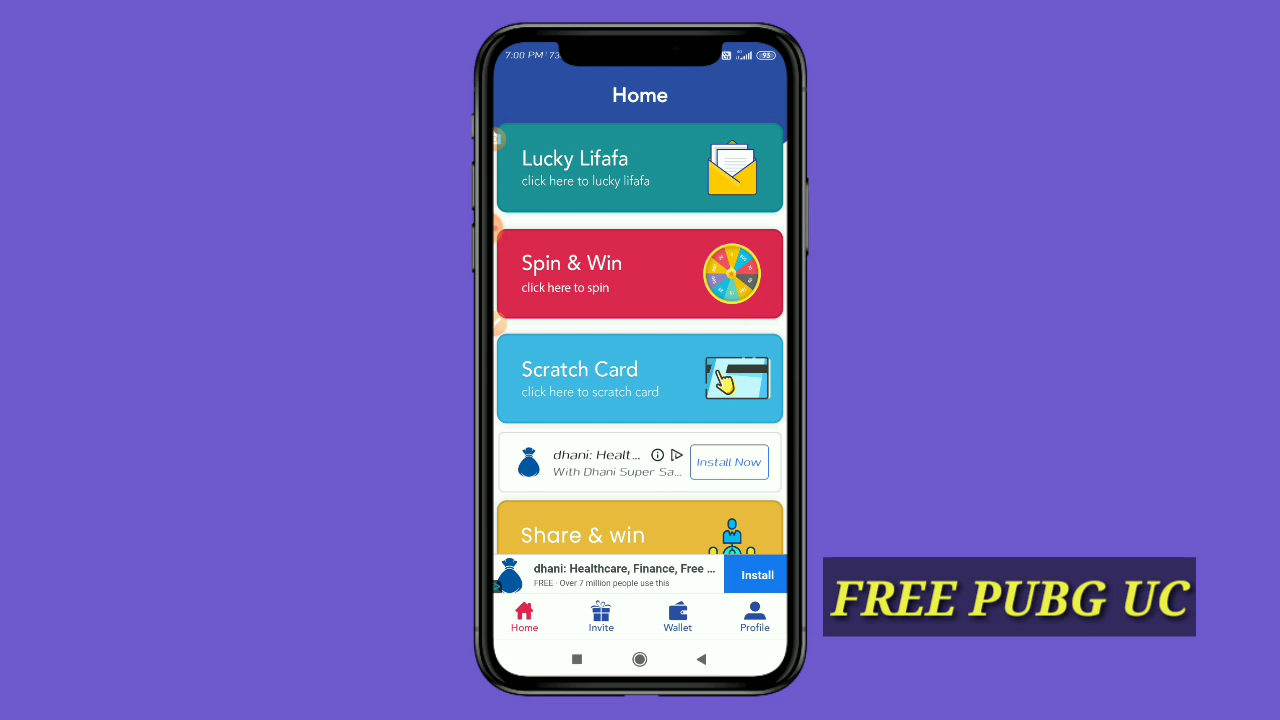 7:00 PM
73
93
Home
Lucky Lifafa
click here to lucky lifafa
Spin & Win
click here to spin
Scratch Card
click here to scratch card
dhani: Healt...
With Dhani Super Sa...
Install Now
Share & win
dhani: Healthcare, Finance, Free ...
FREE · Over 7 million people use this
Install
FREE PUBG UC
Home
Invite
Wallet
Profile